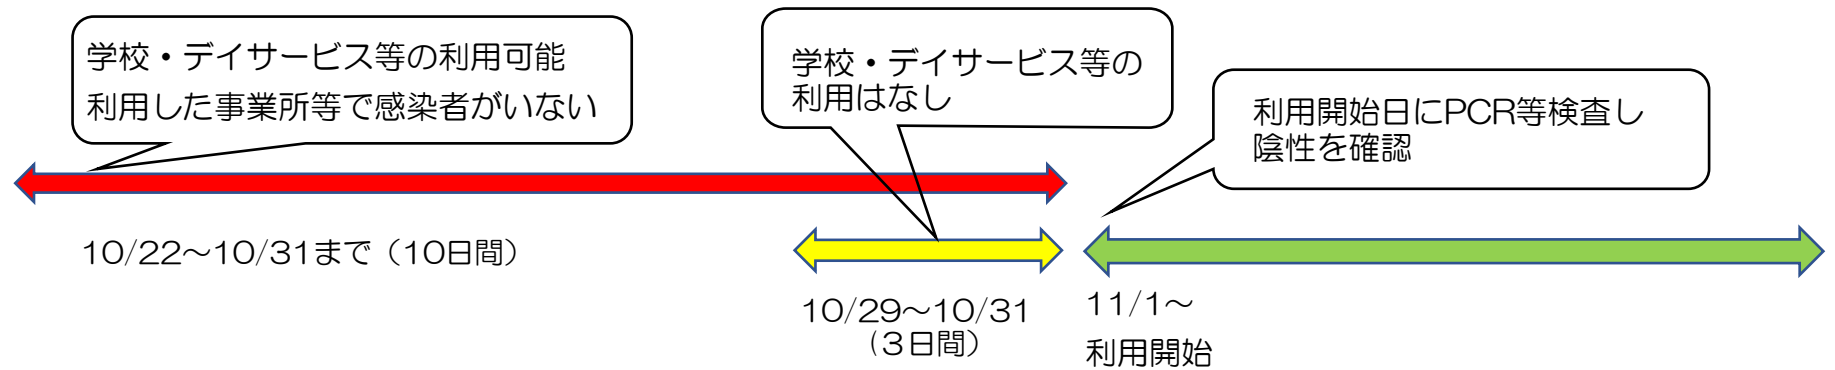 学校・デイサービス等の利用可能
利用した事業所等で感染者がいない
学校・デイサービス等の
利用はなし
利用開始日にPCR等検査し
陰性を確認
10/22～10/31まで（10日間）
10/29～10/31
（３日間）
11/1～
利用開始